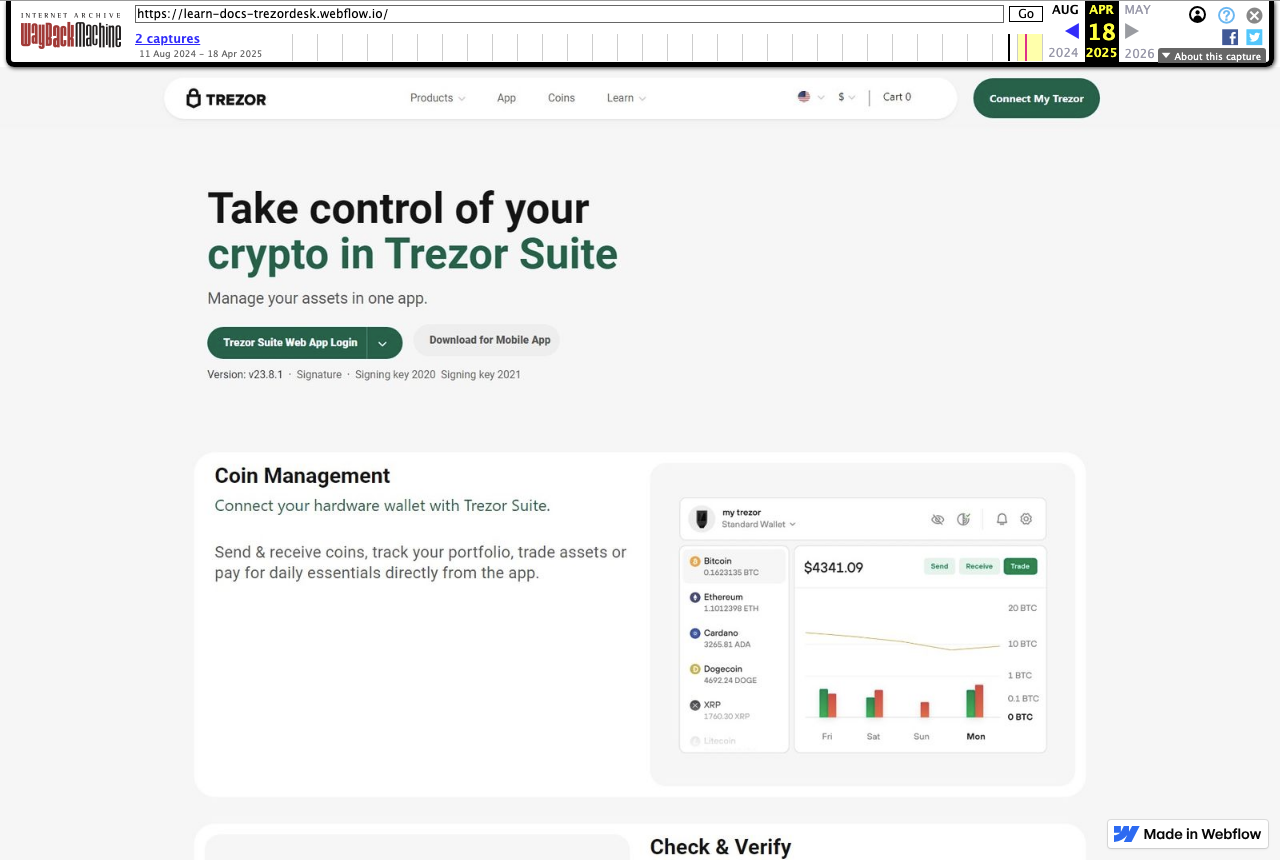 INTERNET ARCHIVE
WayBackMachine
https://learn-docs-trezordesk.webflow.io/
Go
2 captures
11 Aug 2024 – 18 Apr 2025
AUG APR MAY
18
2024 2025 2026
About this capture
TREZOR
Products App Coins Learn
$ Cart 0
Connect My Trezor
Take control of your
crypto in Trezor Suite
Manage your assets in one app.
Trezor Suite Web App Login
Download for Mobile App
Version: v23.8.1 · Signature · Signing key 2020 Signing key 2021
Coin Management
Connect your hardware wallet with Trezor Suite.
Send & receive coins, track your portfolio, trade assets or
pay for daily essentials directly from the app.
my trezor
Standard Wallet
Bitcoin
0.1623135 BTC
Ethereum
1.1012398 ETH
Cardano
3265.81 ADA
Dogecoin
4692.24 DOGE
XRP
1760.30 XRP
Litecoin
$4341.09
Send Receive Trade
20 BTC
10 BTC
1 BTC
0.1 BTC
0 BTC
Fri Sat Sun Mon
Check & Verify
Made in Webflow